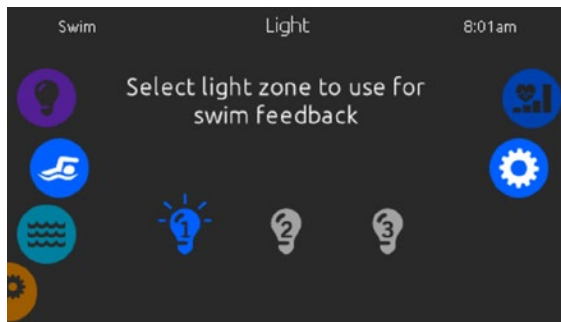 Swim Light 8:01am
Select light zone to use for
swim feedback
1 2 3